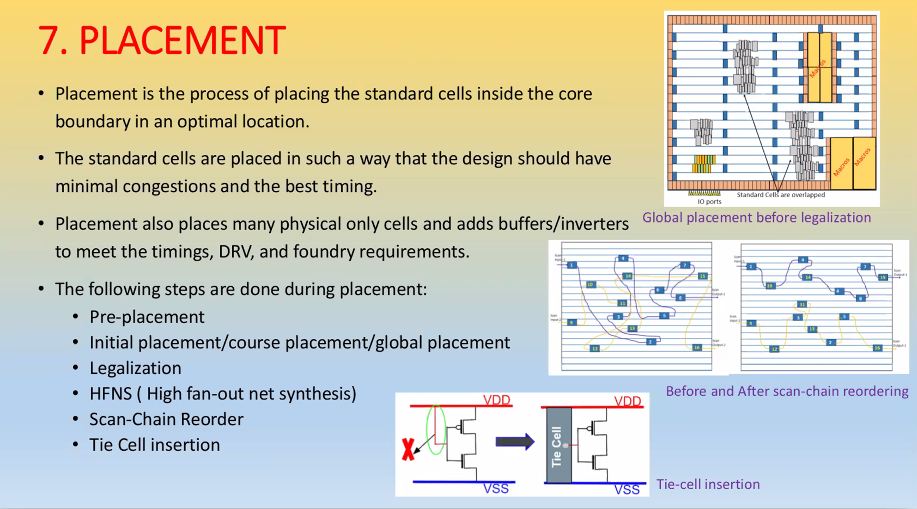 7. PLACEMENT
• Placement is the process of placing the standard cells inside the core
boundary in an optimal location.
• The standard cells are placed in such a way that the design should have
minimal congestions and the best timing.
• Placement also places many physical only cells and adds buffers/inverters
to meet the timings, DRV, and foundry requirements.
• The following steps are done during placement:
• Pre-placement
• Initial placement/course placement/global placement
• Legalization
• HFNS ( High fan-out net synthesis)
• Scan-Chain Reorder
• Tie Cell insertion
Macros
Macros
Macros
Standard Cells are overlapped
IO ports
Global placement before legalization
Before and After scan-chain reordering
VDD
VSS
Tie Cell
VDD
VSS
Tie-cell insertion